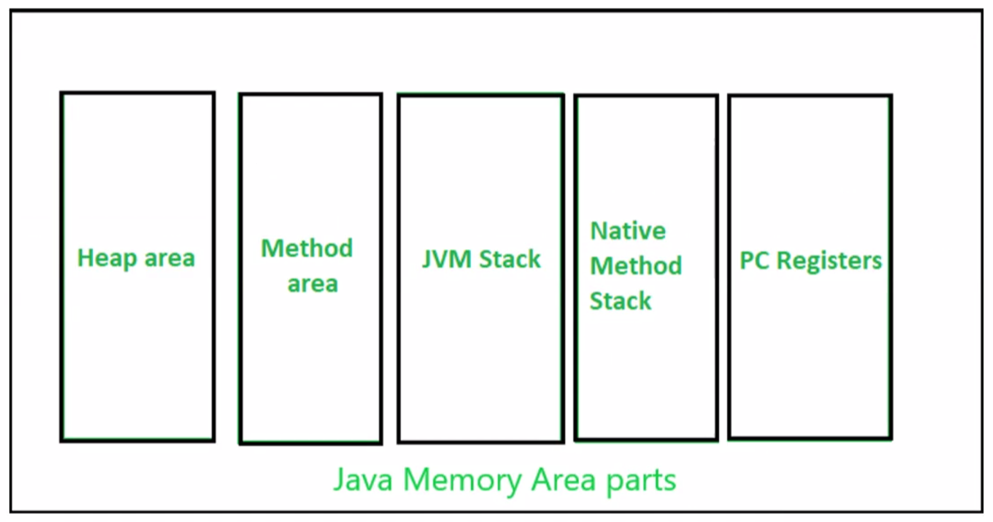 Heap area
Method
area
JVM Stack
Native
Method
Stack
PC Registers
Java Memory Area parts